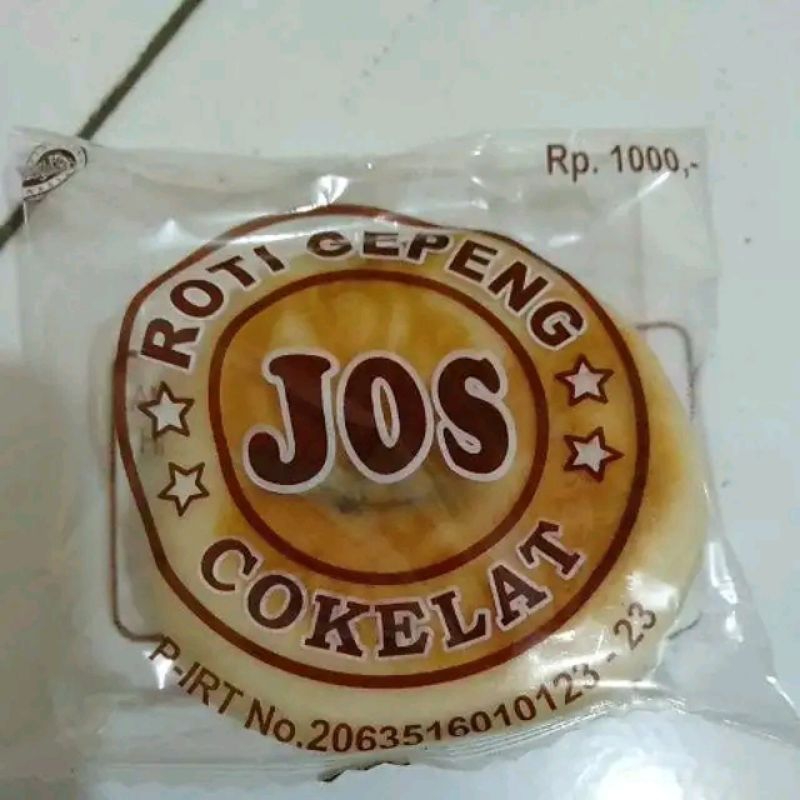 Rp. 1000,-
ROTI GEPENG
JOS
COKELAT
P-IRT No.2063516010123 - 23